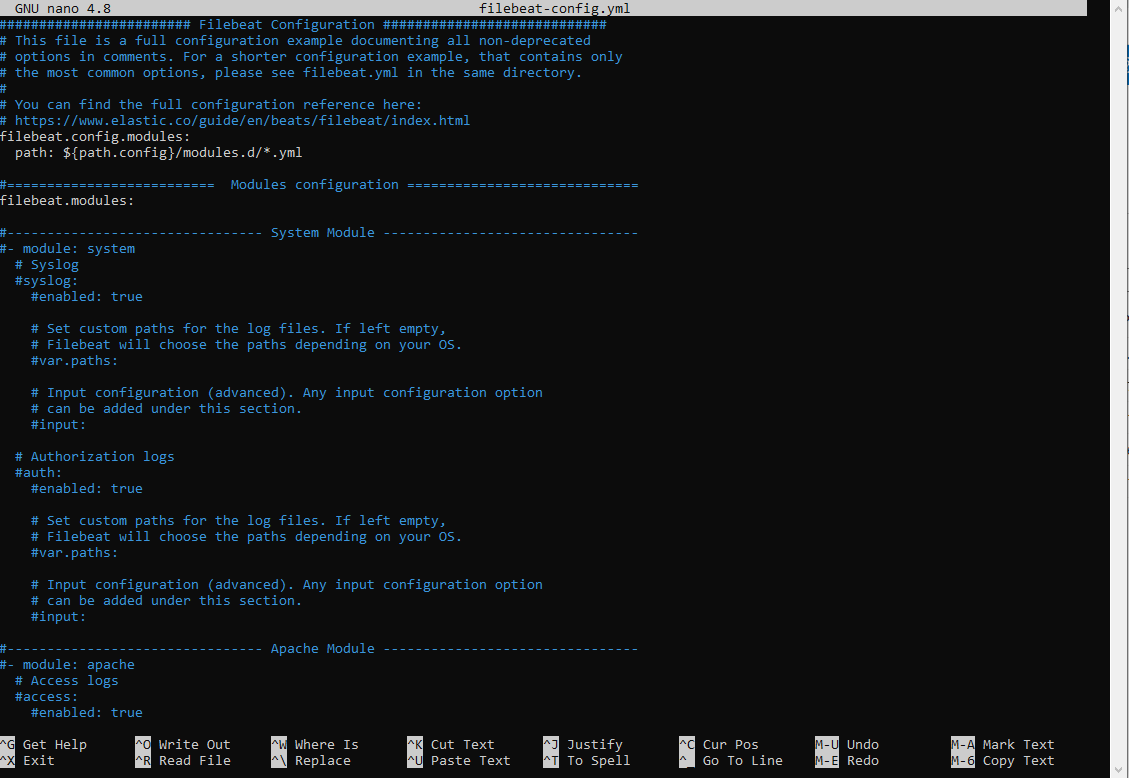 GNU nano 4.8 filebeat-config.yml
######################## Filebeat Configuration ############################
# This file is a full configuration example documenting all non-deprecated
# options in comments. For a shorter configuration example, that contains only
# the most common options, please see filebeat.yml in the same directory.
#
# You can find the full configuration reference here:
# https://www.elastic.co/guide/en/beats/filebeat/index.html
filebeat.config.modules:
  path: ${path.config}/modules.d/*.yml
#==========================  Modules configuration =============================
filebeat.modules:
#-------------------------------- System Module --------------------------------
#- module: system
  # Syslog
  #syslog:
    #enabled: true
    # Set custom paths for the log files. If left empty,
    # Filebeat will choose the paths depending on your OS.
    #var.paths:
    # Input configuration (advanced). Any input configuration option
    # can be added under this section.
    #input:
  # Authorization logs
  #auth:
    #enabled: true
    # Set custom paths for the log files. If left empty,
    # Filebeat will choose the paths depending on your OS.
    #var.paths:
    # Input configuration (advanced). Any input configuration option
    # can be added under this section.
    #input:
#-------------------------------- Apache Module --------------------------------
#- module: apache
  # Access logs
  #access:
    #enabled: true
^G Get Help ^O Write Out ^W Where Is ^K Cut Text ^J Justify ^C Cur Pos M-U Undo M-A Mark Text
^X Exit ^R Read File ^\ Replace ^U Paste Text ^T To Spell ^_ Go To Line M-E Redo M-6 Copy Text